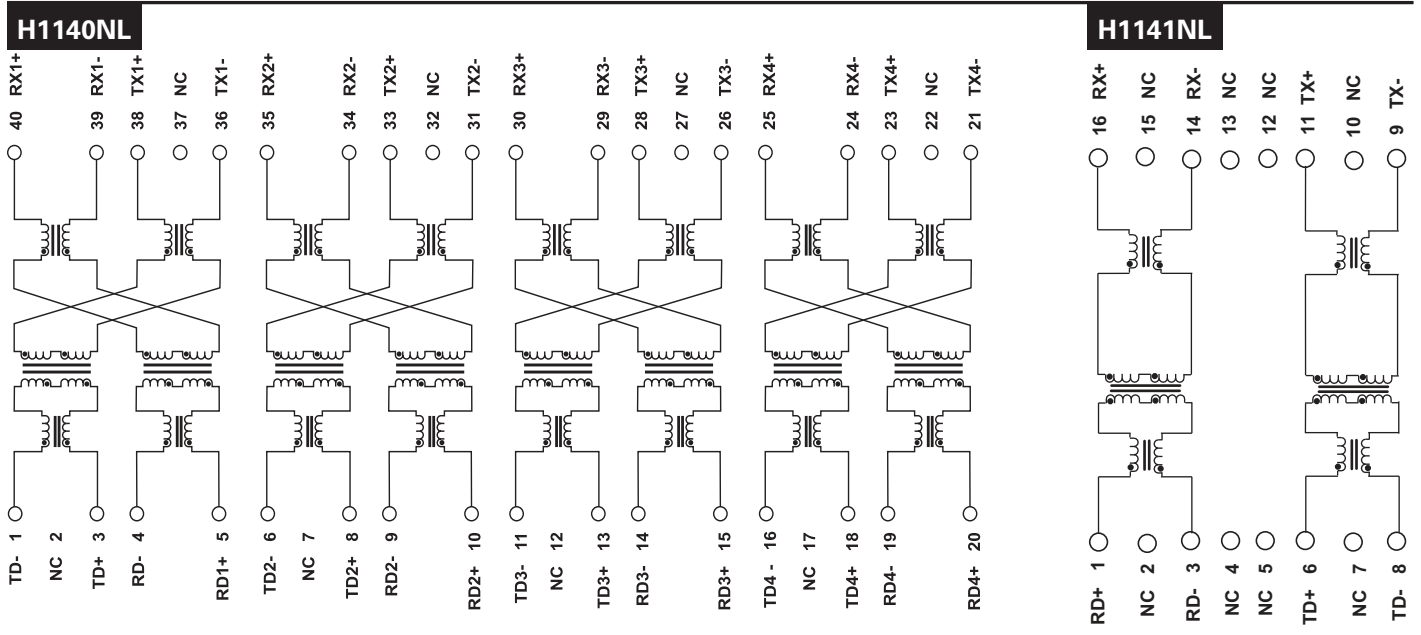 H1140NL
H1141NL
40 RX1+
39 RX1-
38 TX1+
37 NC
36 TX1-
35 RX2+
34 RX2-
33 TX2+
32 NC
31 TX2-
30 RX3+
29 RX3-
28 TX3+
27 NC
26 TX3-
25 RX4+
24 RX4-
23 TX4+
22 NC
21 TX4-
16 RX+
15 NC
14 RX-
13 NC
12 NC
11 TX+
10 NC
9 TX-
TD- 1
NC 2
TD+ 3
RD- 4
RD1+ 5
TD2- 6
NC 7
TD2+ 8
RD2- 9
RD2+ 10
TD3- 11
NC 12
TD3+ 13
RD3- 14
RD3+ 15
TD4 - 16
NC 17
TD4+ 18
RD4- 19
RD4+ 20
RD+ 1
NC 2
RD- 3
NC 4
NC 5
TD+ 6
NC 7
TD- 8